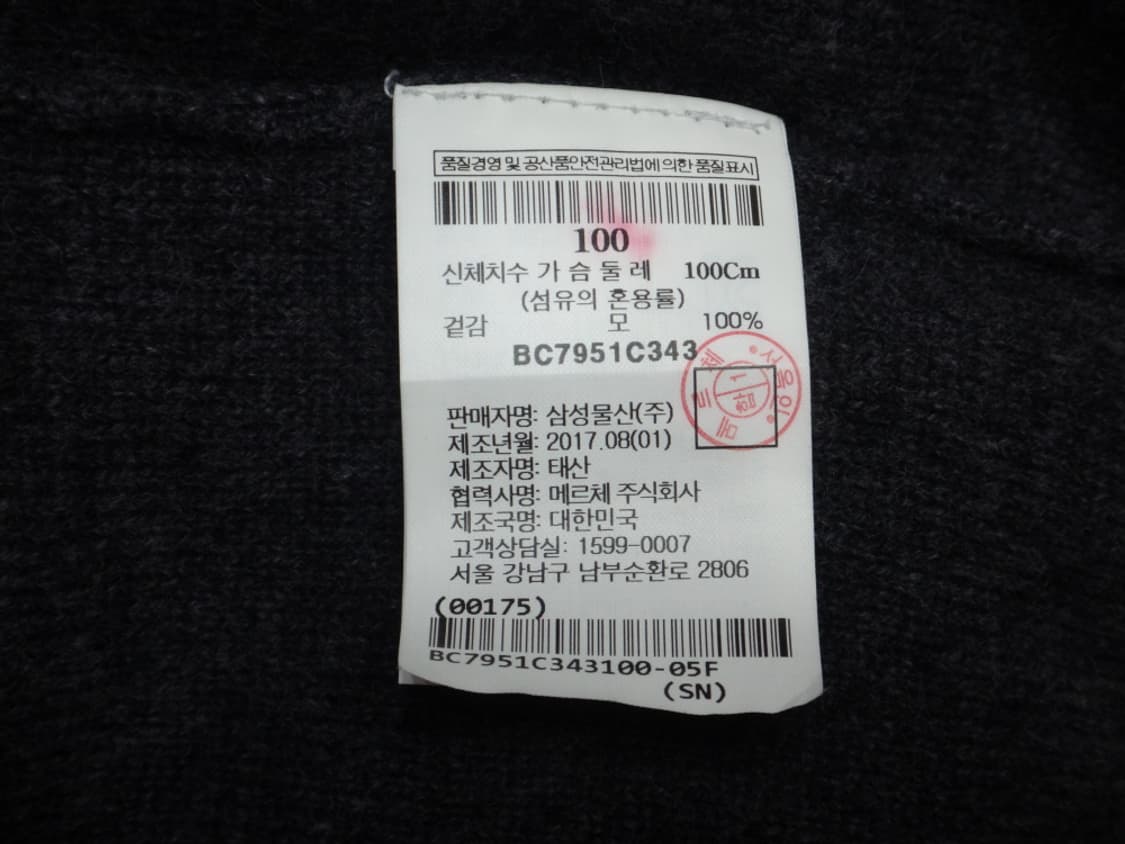 품질경영 및 공산품안전관리법에 의한 품질표시
100
신체치수 가 슴 둘 레 100Cm
(섬유의 혼용률)
겉감 모 100%
BC7951C343
판매자명: 삼성물산(주)
제조년월: 2017.08(01)
제조자명: 태산
협력사명: 메르체 주식회사
제조국명: 대한민국
고객상담실: 1599-0007
서울 강남구 남부순환로 2806
(00175)
BC7951C343100-05F
(SN)